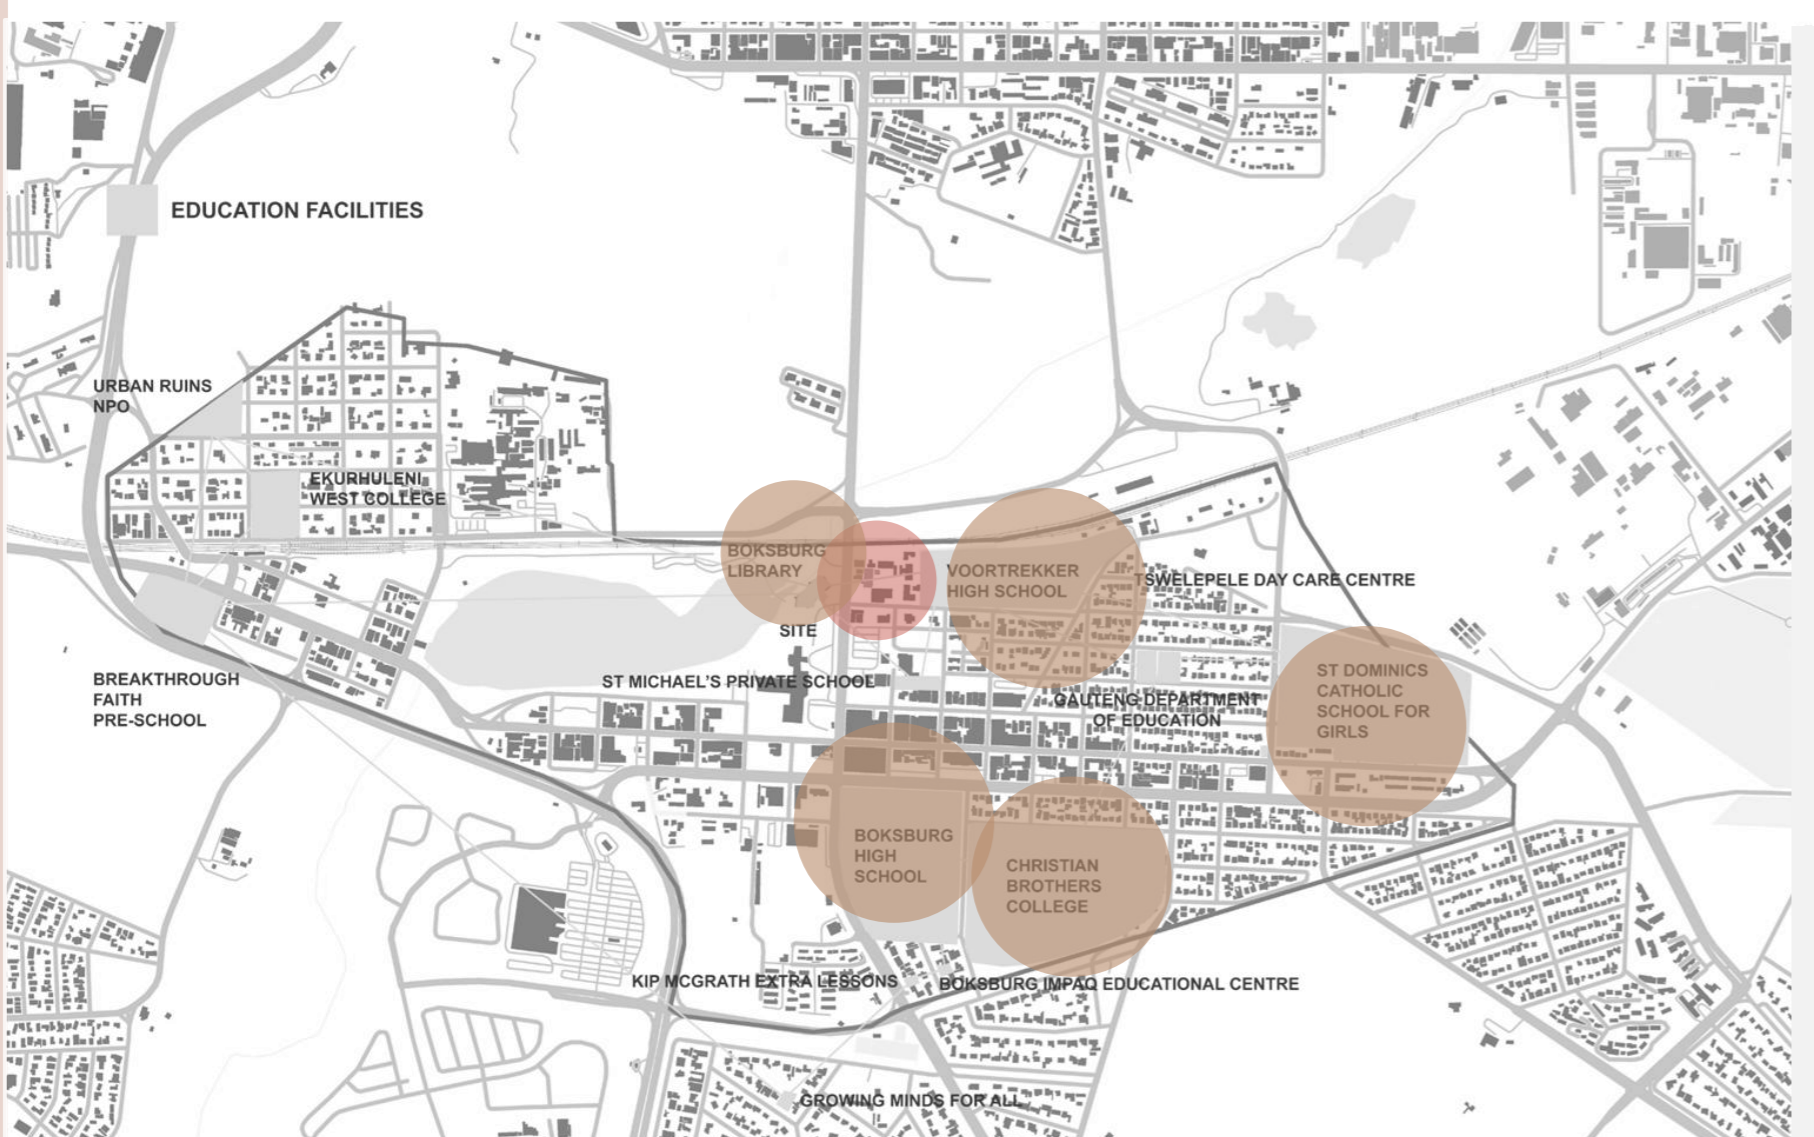 EDUCATION FACILITIES
URBAN RUINS
NPO
EKURHULENI
WEST COLLEGE
BOKSBURG
LIBRARY
VOORTREKKER
HIGH SCHOOL
TSWELEPELE DAY CARE CENTRE
SITE
BREAKTHROUGH
FAITH
PRE-SCHOOL
ST MICHAEL'S PRIVATE SCHOOL
GAUTENG DEPARTMENT
OF EDUCATION
ST DOMINICS
CATHOLIC
SCHOOL FOR
GIRLS
BOKSBURG
HIGH
SCHOOL
CHRISTIAN
BROTHERS
COLLEGE
KIP MCGRATH EXTRA LESSONS
BOKSBURG IMPAQ EDUCATIONAL CENTRE
GROWING MINDS FOR ALL